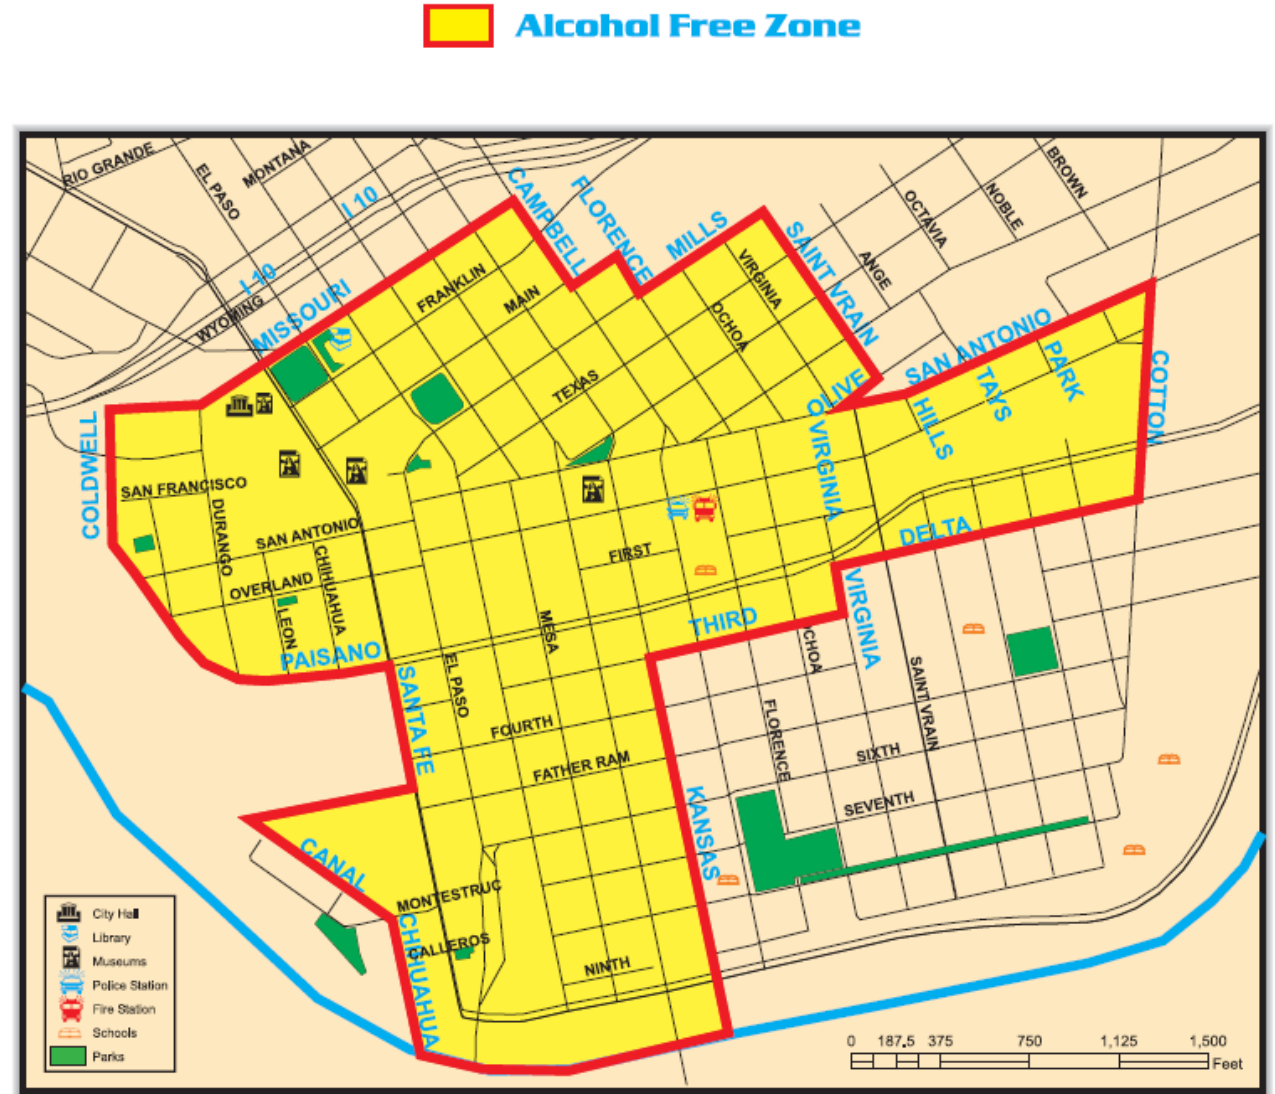 Alcohol Free Zone
RIO GRANDE
EL PASO
MONTANA
I 10
I 10
WYOMING
MISSOURI
CAMPBELL
FLORENCE
MILLS
SAINT VRAIN
VIRGINIA
OCHOA
ANGE
OCTAVIA
NOBLE
BROWN
FRANKLIN
MAIN
TEXAS
OLIVE
SAN ANTONIO
HILLS
TAYS
PARK
COTTON
COLDWELL
SAN FRANCISCO
DURANGO
SAN ANTONIO
CHIHUAHUA
OVERLAND
LEON
PAISANO
FIRST
MESA
O VIRGINIA
DELTA
THIRD
VIRGINIA
SANTA FE
EL PASO
FOURTH
FATHER RAM
KANSAS
CHOA
FLORENCE
SAINT VRAIN
SIXTH
SEVENTH
CANAL
MONTESTRUC
CALLEROS
CHIHUAHUA
NINTH
City Hall
Library
Museums
Police Station
Fire Station
Schools
Parks
0 187.5 375 750 1,125 1,500
Feet